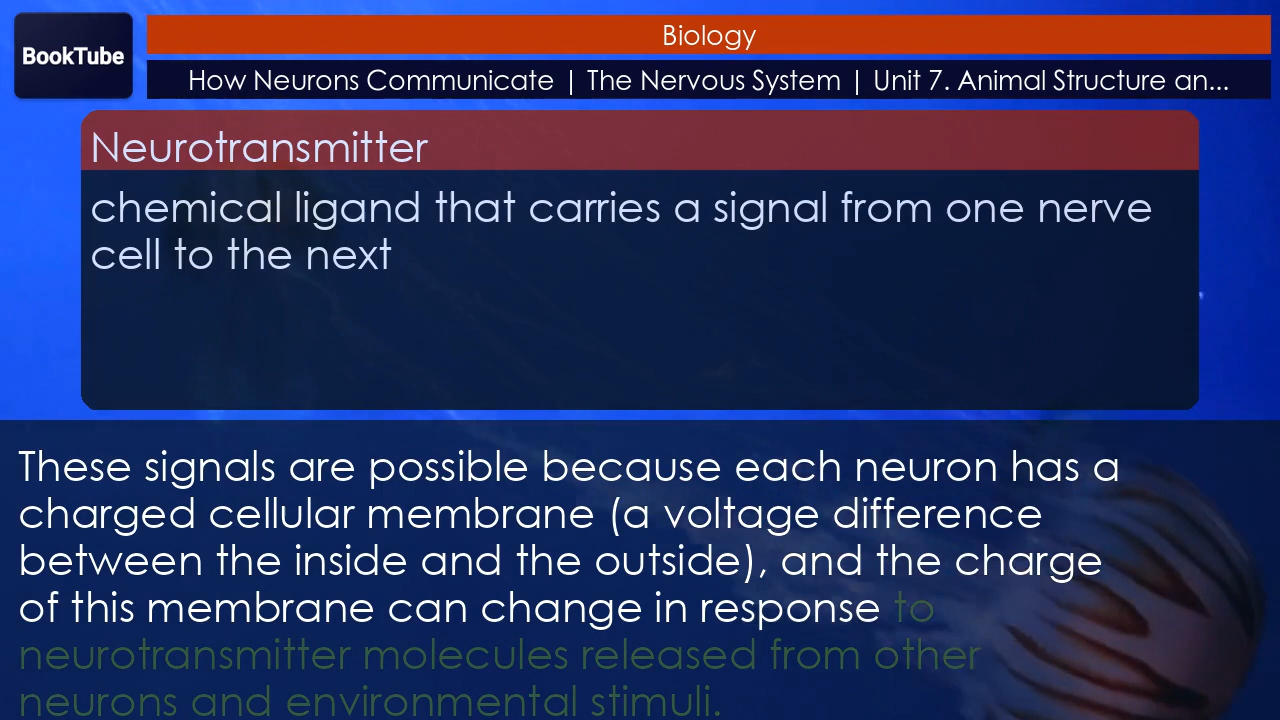 BookTube
Biology
How Neurons Communicate | The Nervous System | Unit 7. Animal Structure an...
Neurotransmitter
chemical ligand that carries a signal from one nerve
cell to the next
These signals are possible because each neuron has a
charged cellular membrane (a voltage difference
between the inside and the outside), and the charge
of this membrane can change in response to
neurotransmitter molecules released from other
neurons and environmental stimuli.